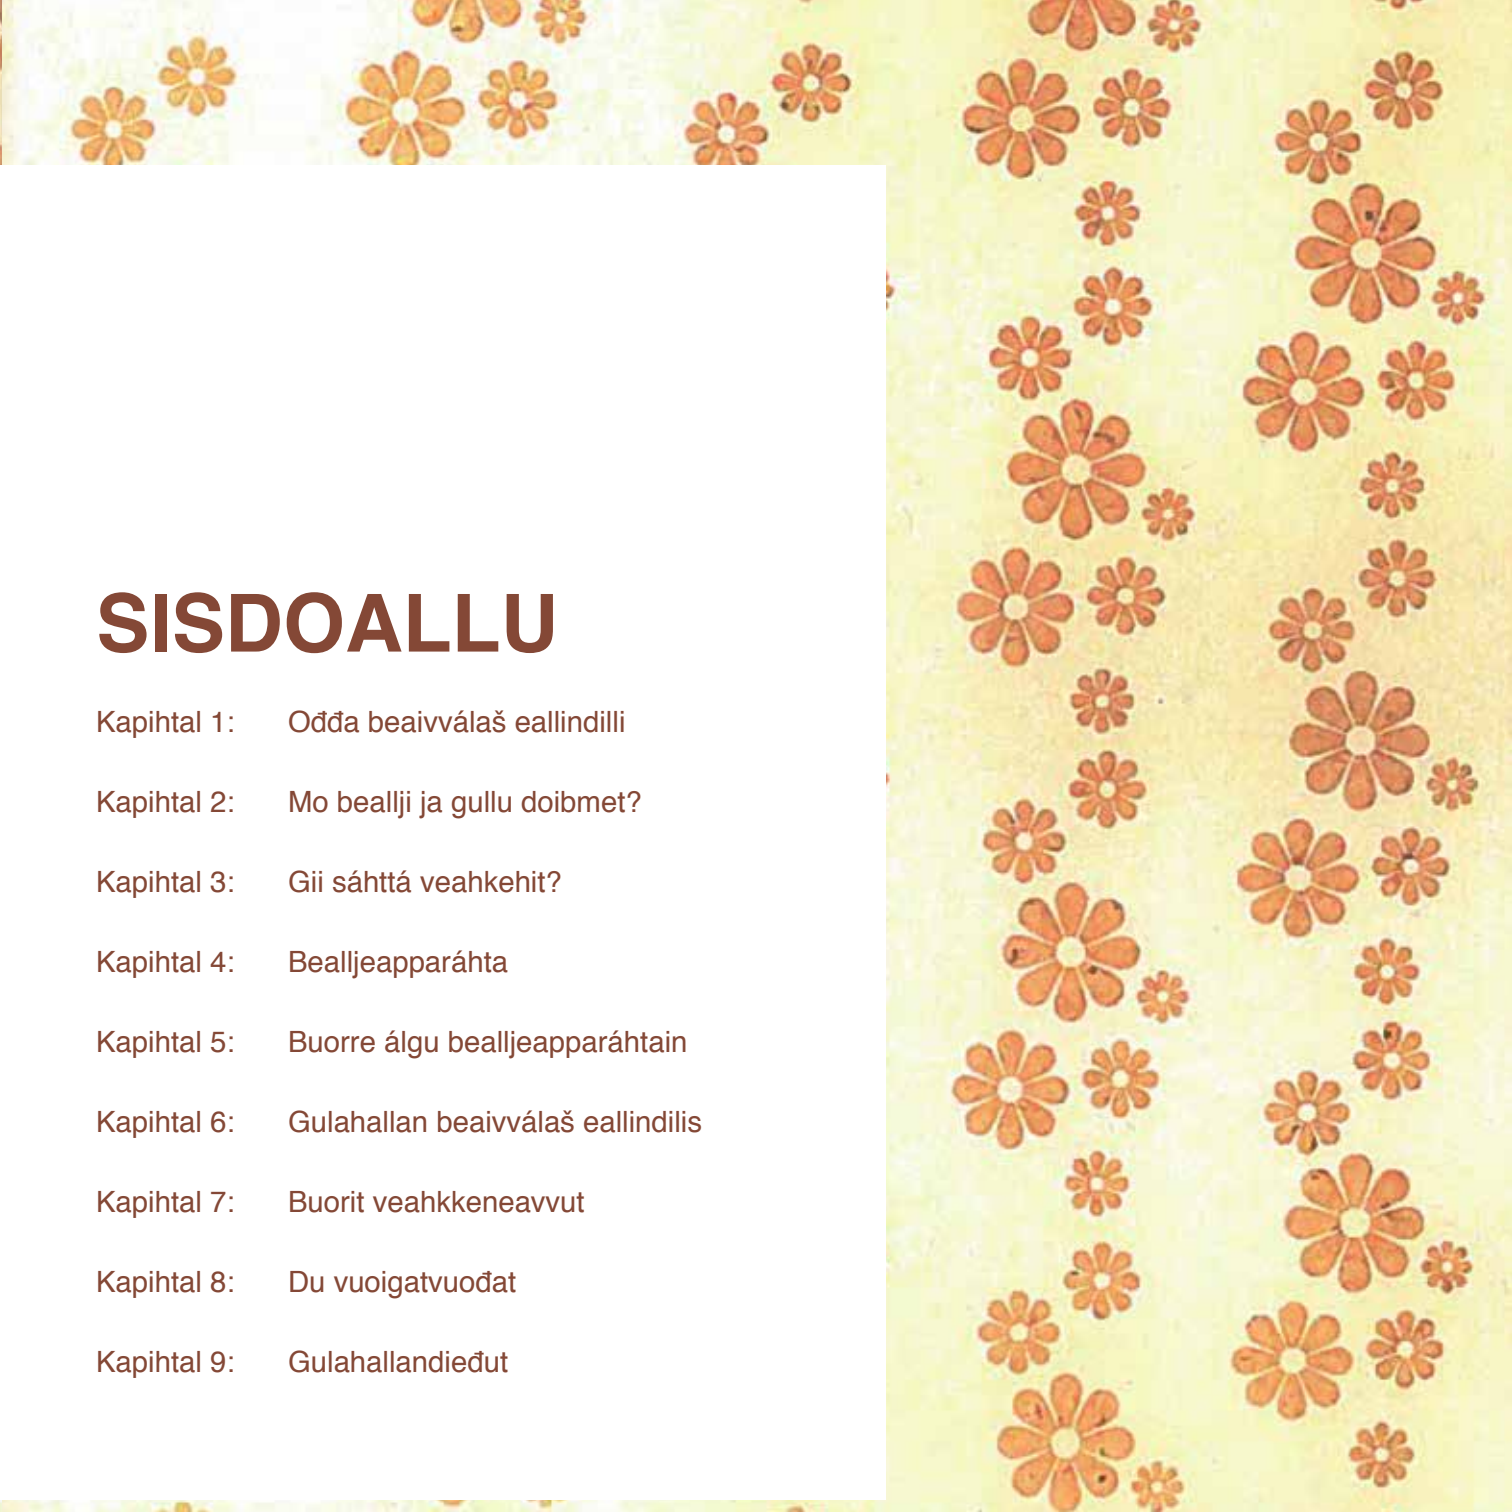 SISDOALLU
Kapihtal 1: Ođđa beaivválaš eallindilli
Kapihtal 2: Mo beallji ja gullu doibmet?
Kapihtal 3: Gii sáhttá veahkehit?
Kapihtal 4: Bealljeapparáhta
Kapihtal 5: Buorre álgu bealljeapparáhtain
Kapihtal 6: Gulahallan beaivválaš eallindilis
Kapihtal 7: Buorit veahkkeneavvut
Kapihtal 8: Du vuoigatvuođat
Kapihtal 9: Gulahallandieđut